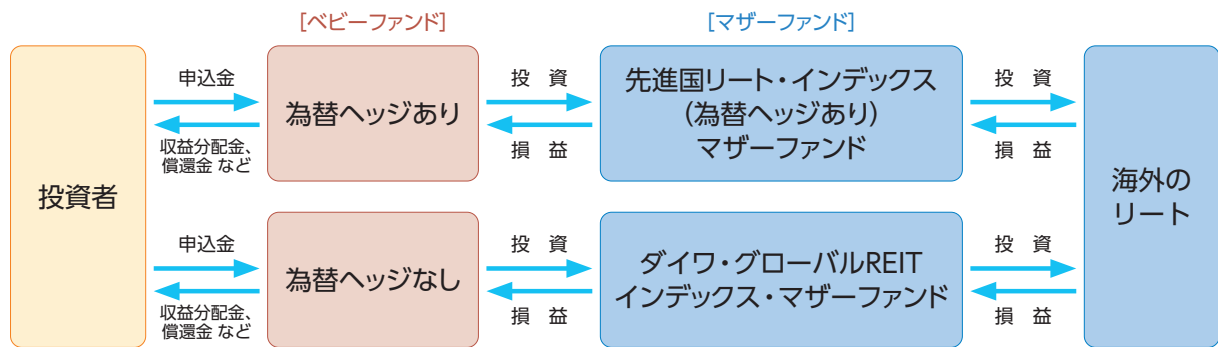 [ベビーファンド]
[マザーファンド]
投資者
申込金
収益分配金、
償還金 など
為替ヘッジあり
投 資
損 益
先進国リート・インデックス
(為替ヘッジあり)
マザーファンド
投 資
損 益
海外の
リート
申込金
収益分配金、
償還金 など
為替ヘッジなし
投 資
損 益
ダイワ・グローバルREIT
インデックス・マザーファンド
投 資
損 益